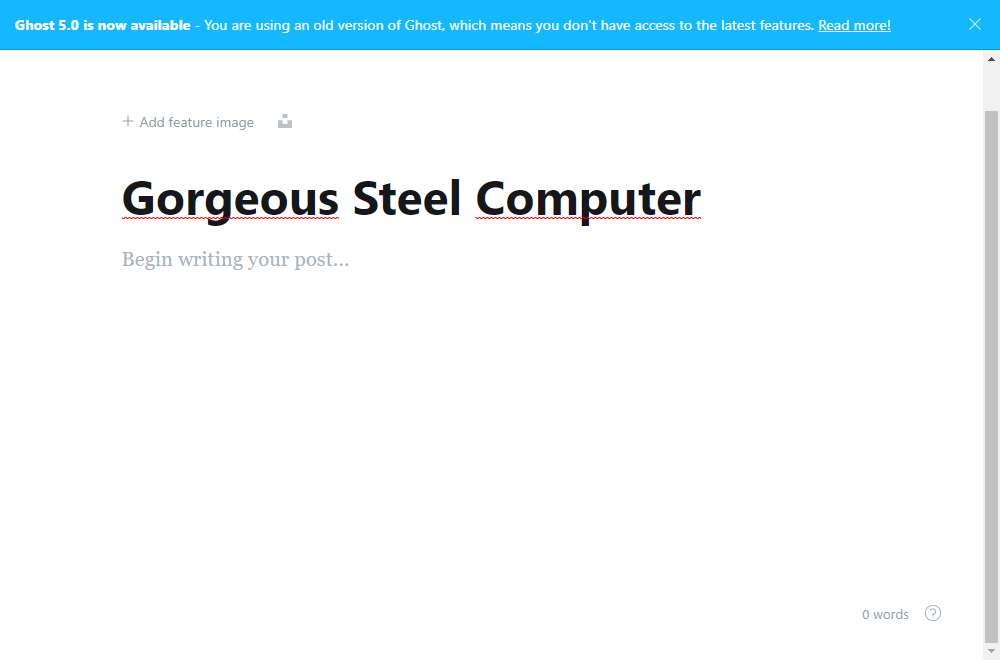 Ghost 5.0 is now available - You are using an old version of Ghost, which means you don't have access to the latest features. Read more!
Add feature image
Gorgeous Steel Computer
Begin writing your post...
0 words